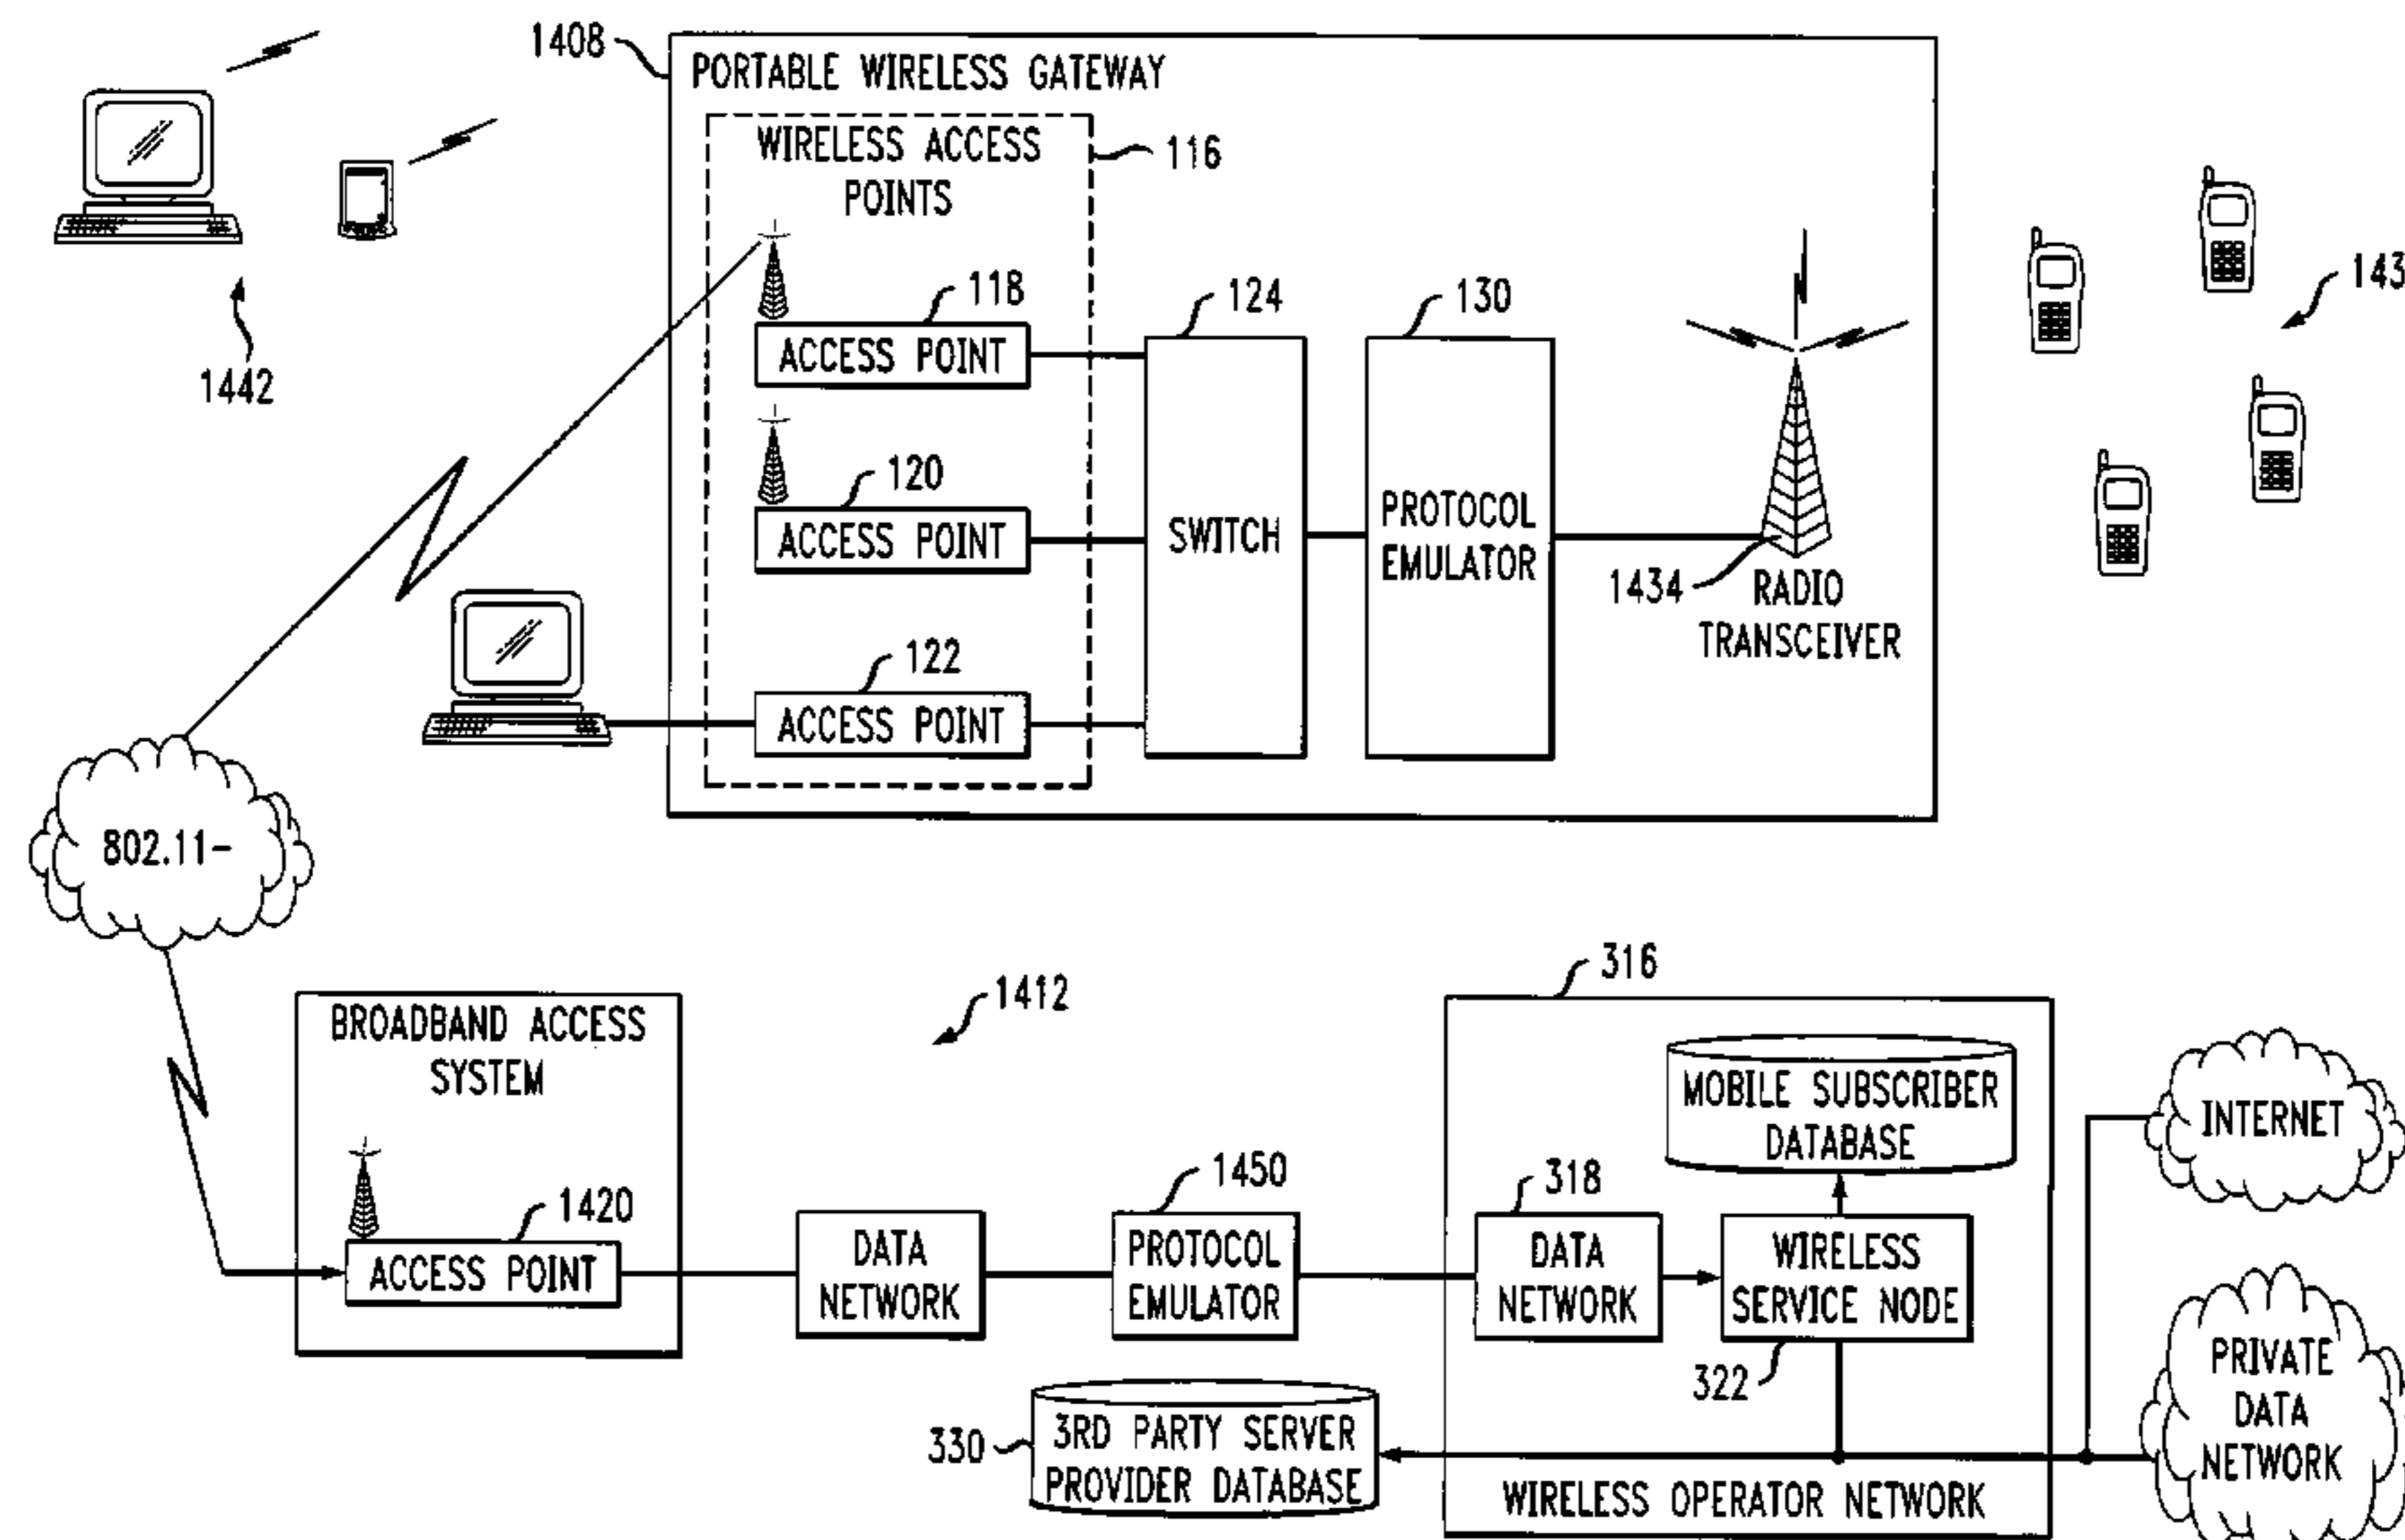 1408
PORTABLE WIRELESS GATEWAY
WIRELESS ACCESS
POINTS
116
118
ACCESS POINT
120
ACCESS POINT
122
ACCESS POINT
124
SWITCH
130
PROTOCOL
EMULATOR
1434
RADIO
TRANSCEIVER
143
1442
802.11-
1412
BROADBAND ACCESS
SYSTEM
1420
ACCESS POINT
DATA
NETWORK
1450
PROTOCOL
EMULATOR
316
MOBILE SUBSCRIBER
DATABASE
318
DATA
NETWORK
WIRELESS
SERVICE NODE
322
330
3RD PARTY SERVER
PROVIDER DATABASE
WIRELESS OPERATOR NETWORK
INTERNET
PRIVATE
DATA
NETWORK